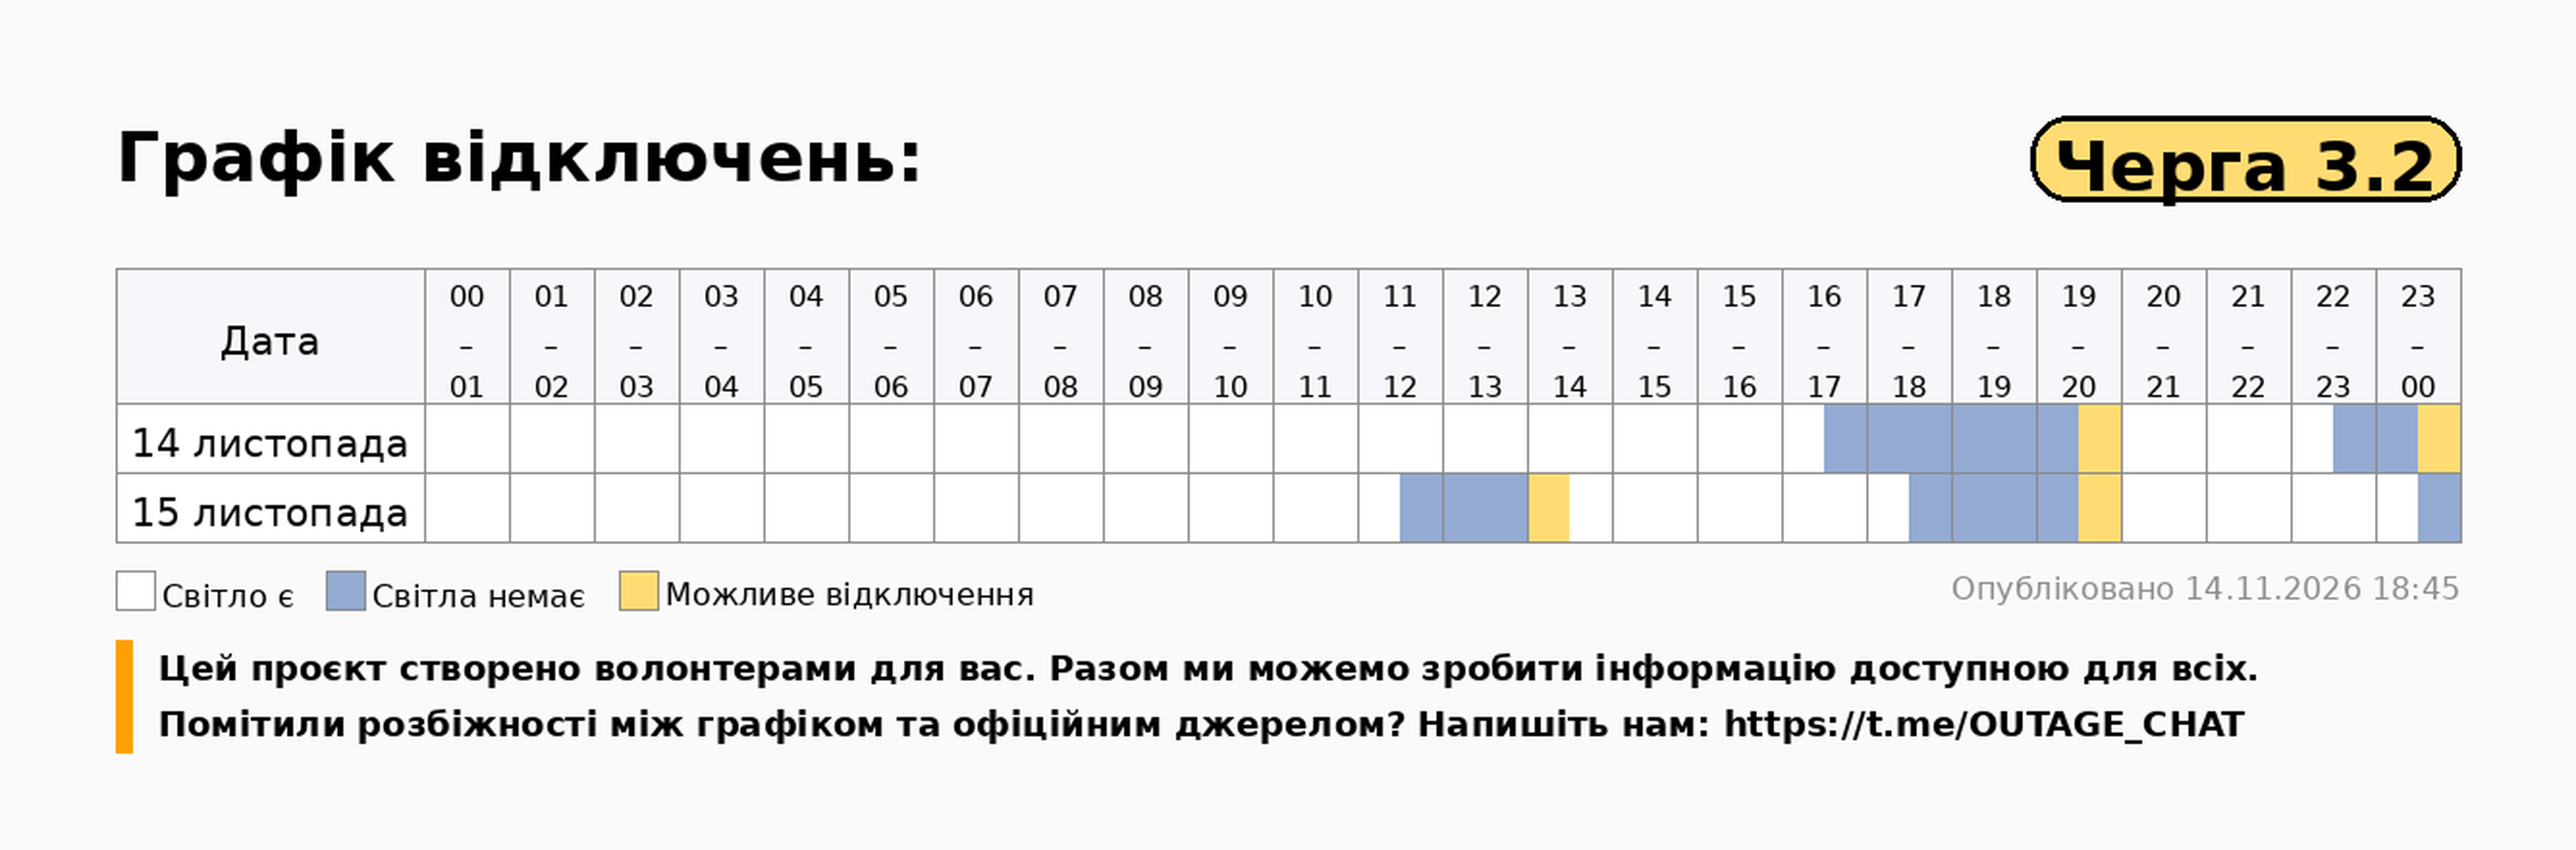 Графік відключень:
Черга 3.2
Дата 00 – 01 01 – 02 02 – 03 03 – 04 04 – 05 05 – 06 06 – 07 07 – 08 08 – 09 09 – 10 10 – 11 11 – 12 12 – 13 13 – 14 14 – 15 15 – 16 16 – 17 17 – 18 18 – 19 19 – 20 20 – 21 21 – 22 22 – 23 23 – 00
14 листопада
15 листопада
Світло є Світла немає Можливе відключення
Опубліковано 14.11.2026 18:45
Цей проєкт створено волонтерами для вас. Разом ми можемо зробити інформацію доступною для всіх.
Помітили розбіжності між графіком та офіційним джерелом? Напишіть нам: https://t.me/OUTAGE_CHAT